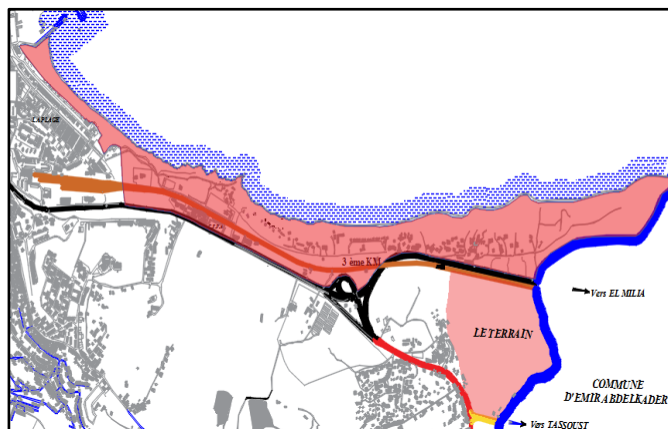 LA PLAGE
3 ème KM
Vers EL MILIA
LE TERRAIN
COMMUNE
D'EMIR ABDELKADER
Vers TASSOUST